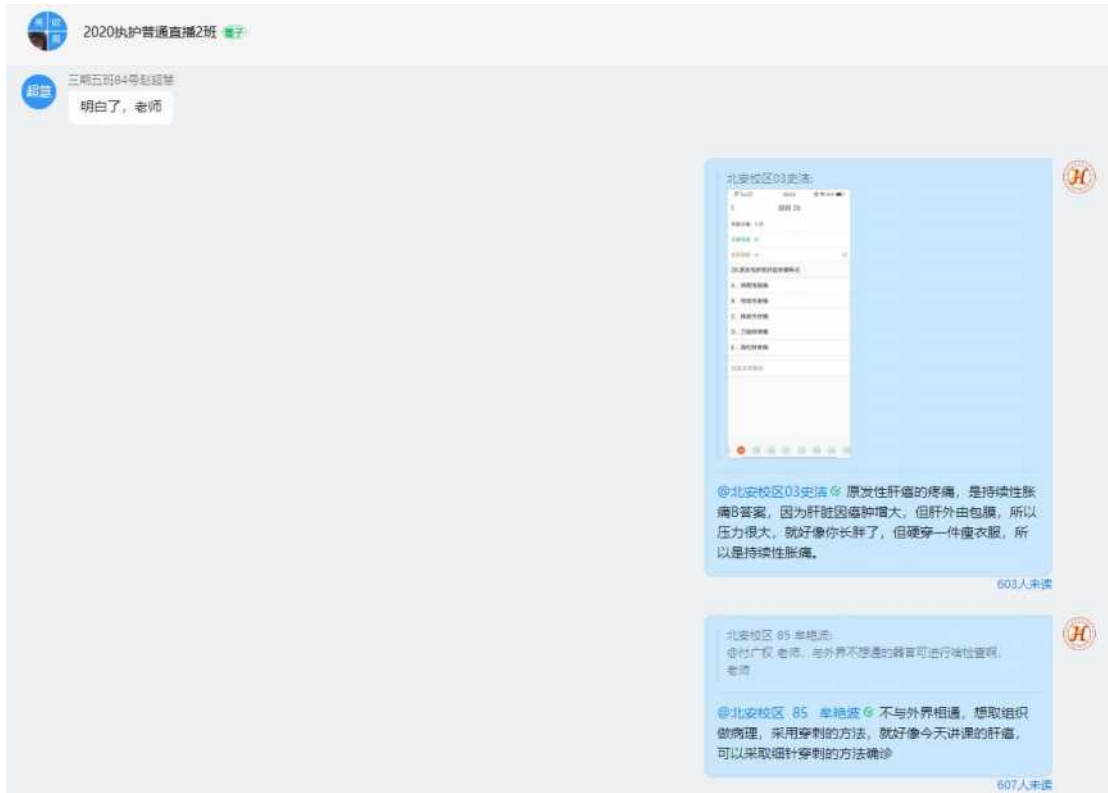 2020执护普通直播2班
三期五班84号赵超慧
超慧
明白了，老师
北安校区03史洁:
@北安校区03史洁 原发性肝癌的疼痛，是持续性胀
痛B答案，因为肝脏因癌肿增大，但肝外由包膜，所以
压力很大，就好像你长胖了，但硬穿一件瘦衣服，所
以是持续性胀痛。
603人未读
北安校区 85 牟艳波:
@付广权 老师，与外界不想通的器官可进行啥检查啊，
老师
@北安校区 85 牟艳波 不与外界相通，想取组织
做病理，采用穿刺的方法，就好像今天讲课的肝癌，
可以采取细针穿刺的方法确诊
607人未读